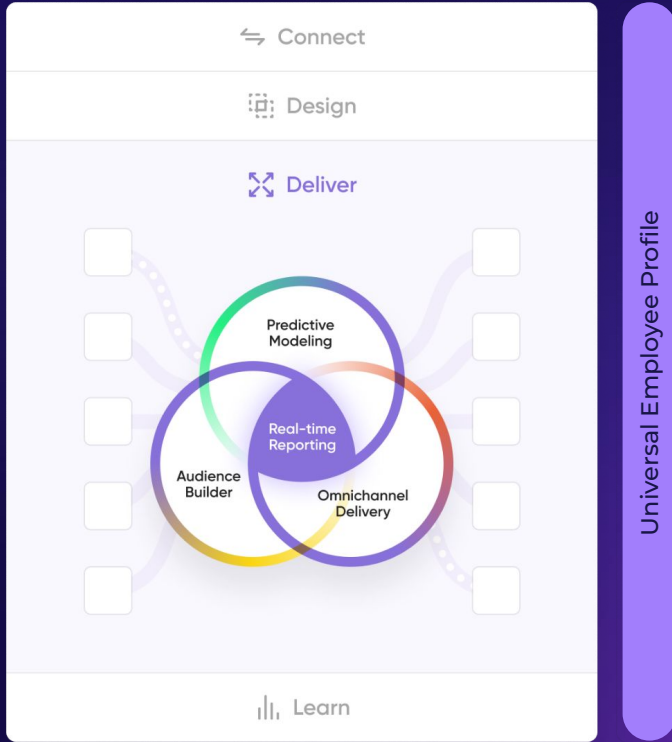 Connect
Design
Deliver
Predictive
Modeling
Real-time
Reporting
Audience
Builder
Omnichannel
Delivery
Learn
Universal Employee Profile